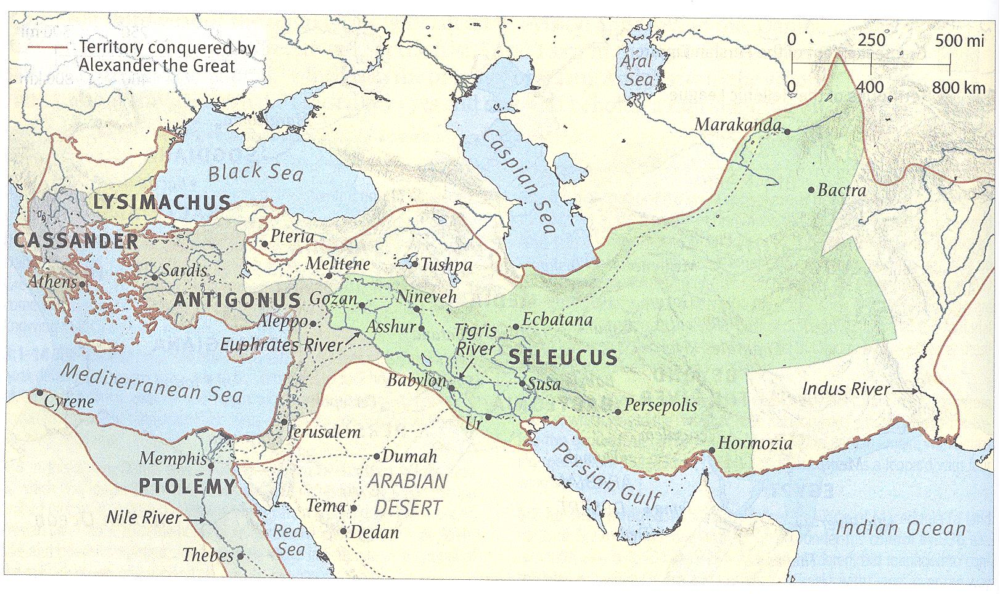 Territory conquered by
Alexander the Great
0 250 500 mi
0 400 800 km
Aral
Sea
Marakanda
Caspian Sea
Black Sea
Bactra
LYSIMACHUS
CASSANDER
Pteria
Melitene
Tushpa
Sardis
Athens
ANTIGONUS
Gozan
Nineveh
Aleppo
Asshur
Ecbatana
Tigris
River
Euphrates River
SELEUCUS
Mediterranean Sea
Babylon
Susa
Indus River
Cyrene
Persepolis
Ur
Jerusalem
Hormozia
Memphis
Dumah
PTOLEMY
ARABIAN
DESERT
Persian Gulf
Tema
Nile River
Dedan
Red
Sea
Indian Ocean
Thebes